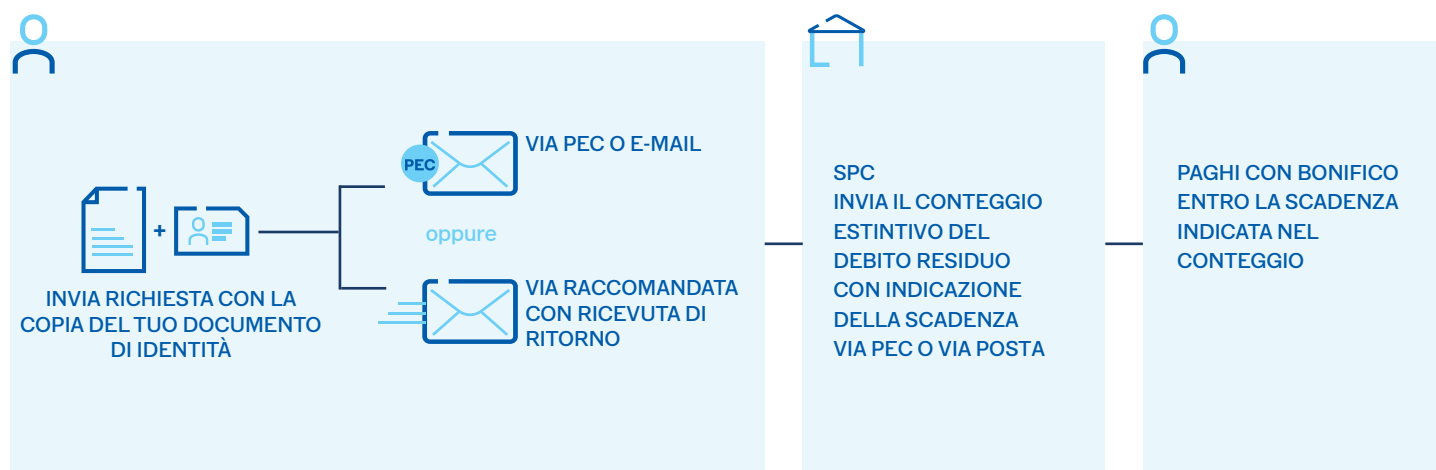 +
INVIA RICHIESTA CON LA
COPIA DEL TUO DOCUMENTO
DI IDENTITÀ
PEC
VIA PEC O E-MAIL
oppure
VIA RACCOMANDATA
CON RICEVUTA DI
RITORNO
SPC
INVIA IL CONTEGGIO
ESTINTIVO DEL
DEBITO RESIDUO
CON INDICAZIONE
DELLA SCADENZA
VIA PEC O VIA POSTA
PAGHI CON BONIFICO
ENTRO LA SCADENZA
INDICATA NEL
CONTEGGIO